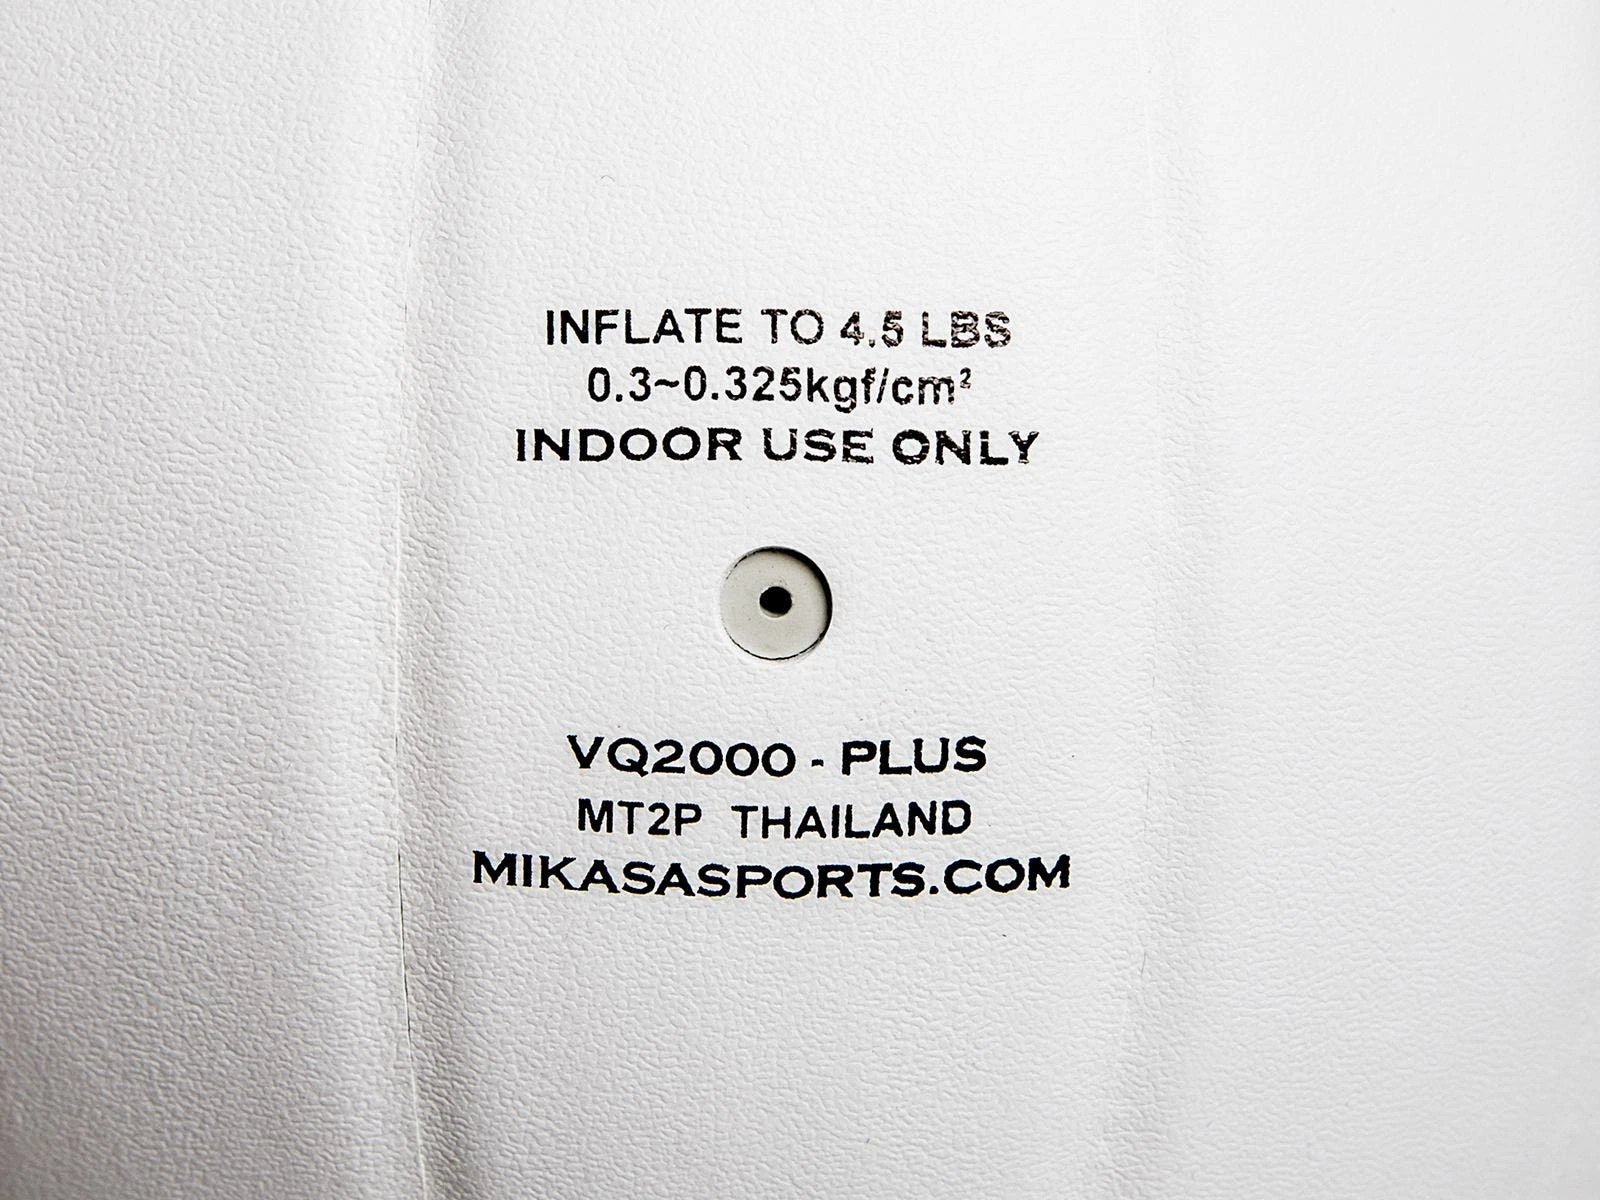 INFLATE TO 4.5 LBS
0.3~0.325kgf/cm²
INDOOR USE ONLY
VQ2000 - PLUS
MT2P THAILAND
MIKASASPORTS.COM